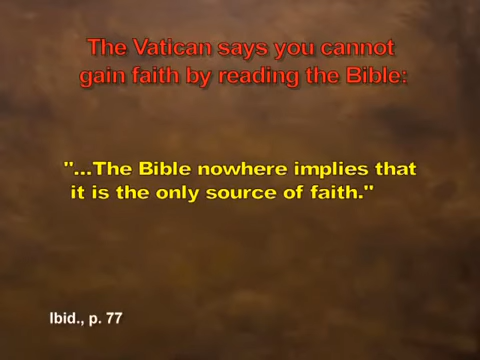 The Vatican says you cannot
gain faith by reading the Bible:
"...The Bible nowhere implies that
it is the only source of faith."
Ibid., p. 77